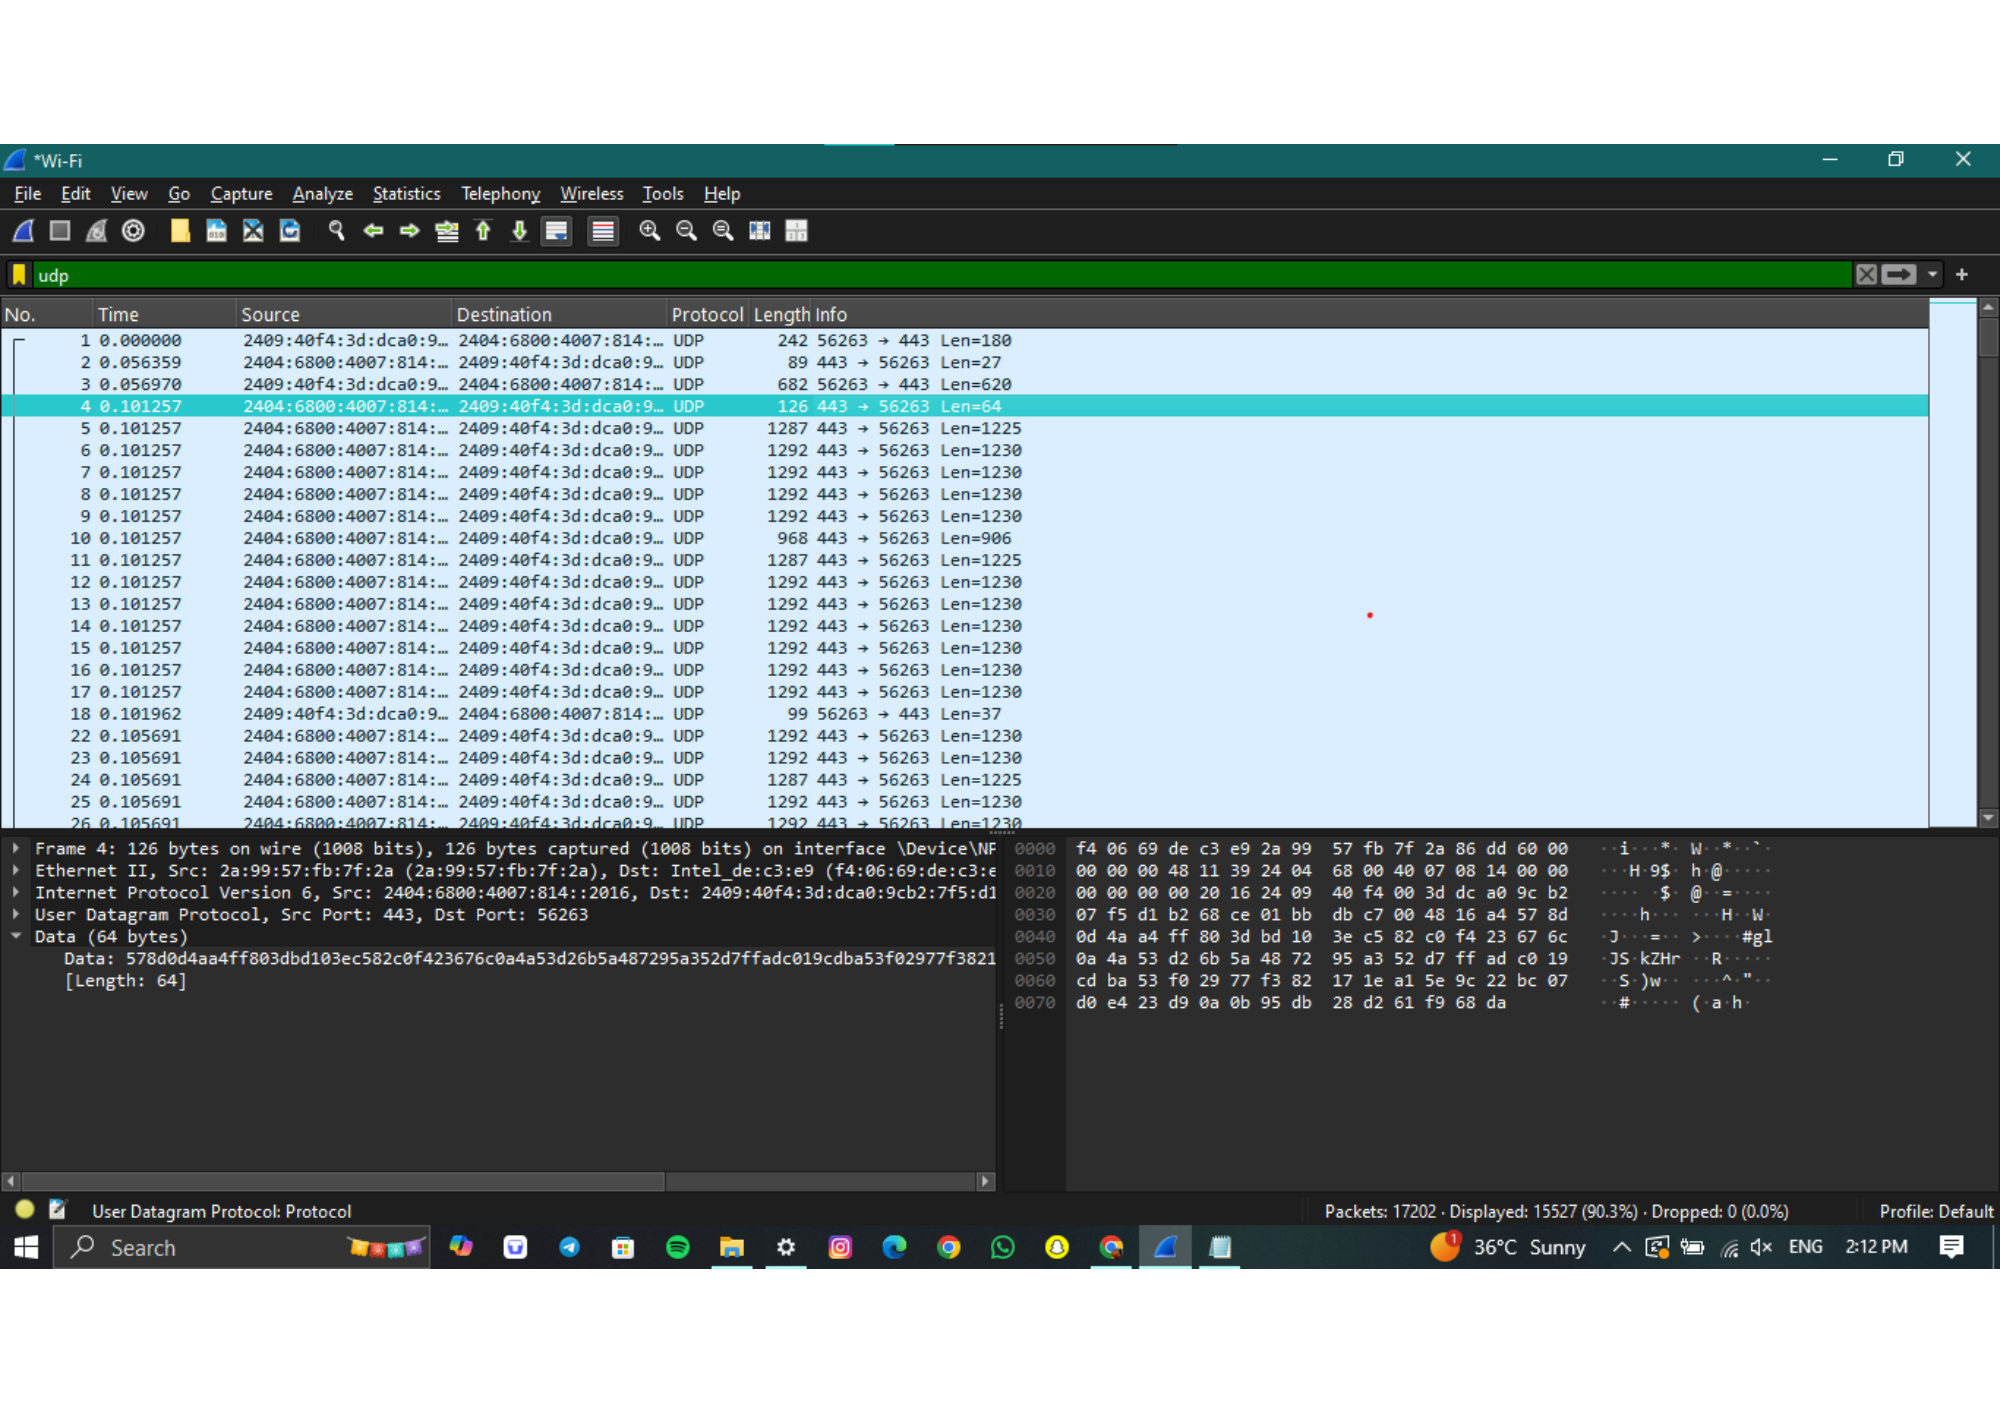 *Wi-Fi
File Edit View Go Capture Analyze Statistics Telephony Wireless Tools Help
udp
No. Time Source Destination Protocol Length Info
1 0.000000 2409:40f4:3d:dca0:9… 2404:6800:4007:814:… UDP 242 56263 → 443 Len=180
2 0.056359 2404:6800:4007:814:… 2409:40f4:3d:dca0:9… UDP 89 443 → 56263 Len=27
3 0.056970 2409:40f4:3d:dca0:9… 2404:6800:4007:814:… UDP 682 56263 → 443 Len=620
4 0.101257 2404:6800:4007:814:… 2409:40f4:3d:dca0:9… UDP 126 443 → 56263 Len=64
5 0.101257 2404:6800:4007:814:… 2409:40f4:3d:dca0:9… UDP 1287 443 → 56263 Len=1225
6 0.101257 2404:6800:4007:814:… 2409:40f4:3d:dca0:9… UDP 1292 443 → 56263 Len=1230
7 0.101257 2404:6800:4007:814:… 2409:40f4:3d:dca0:9… UDP 1292 443 → 56263 Len=1230
8 0.101257 2404:6800:4007:814:… 2409:40f4:3d:dca0:9… UDP 1292 443 → 56263 Len=1230
9 0.101257 2404:6800:4007:814:… 2409:40f4:3d:dca0:9… UDP 1292 443 → 56263 Len=1230
10 0.101257 2404:6800:4007:814:… 2409:40f4:3d:dca0:9… UDP 968 443 → 56263 Len=906
11 0.101257 2404:6800:4007:814:… 2409:40f4:3d:dca0:9… UDP 1287 443 → 56263 Len=1225
12 0.101257 2404:6800:4007:814:… 2409:40f4:3d:dca0:9… UDP 1292 443 → 56263 Len=1230
13 0.101257 2404:6800:4007:814:… 2409:40f4:3d:dca0:9… UDP 1292 443 → 56263 Len=1230
14 0.101257 2404:6800:4007:814:… 2409:40f4:3d:dca0:9… UDP 1292 443 → 56263 Len=1230
15 0.101257 2404:6800:4007:814:… 2409:40f4:3d:dca0:9… UDP 1292 443 → 56263 Len=1230
16 0.101257 2404:6800:4007:814:… 2409:40f4:3d:dca0:9… UDP 1292 443 → 56263 Len=1230
17 0.101257 2404:6800:4007:814:… 2409:40f4:3d:dca0:9… UDP 1292 443 → 56263 Len=1230
18 0.101962 2409:40f4:3d:dca0:9… 2404:6800:4007:814:… UDP 99 56263 → 443 Len=37
22 0.105691 2404:6800:4007:814:… 2409:40f4:3d:dca0:9… UDP 1292 443 → 56263 Len=1230
23 0.105691 2404:6800:4007:814:… 2409:40f4:3d:dca0:9… UDP 1292 443 → 56263 Len=1230
24 0.105691 2404:6800:4007:814:… 2409:40f4:3d:dca0:9… UDP 1287 443 → 56263 Len=1225
25 0.105691 2404:6800:4007:814:… 2409:40f4:3d:dca0:9… UDP 1292 443 → 56263 Len=1230
26 0.105691 2404:6800:4007:814:… 2409:40f4:3d:dca0:9… UDP 1292 443 → 56263 Len=1230
Frame 4: 126 bytes on wire (1008 bits), 126 bytes captured (1008 bits) on interface \Device\NP
Ethernet II, Src: 2a:99:57:fb:7f:2a (2a:99:57:fb:7f:2a), Dst: Intel_de:c3:e9 (f4:06:69:de:c3:e
Internet Protocol Version 6, Src: 2404:6800:4007:814::2016, Dst: 2409:40f4:3d:dca0:9cb2:7f5:d1
User Datagram Protocol, Src Port: 443, Dst Port: 56263
Data (64 bytes)
Data: 578d0d4aa4ff803dbd103ec582c0f423676c0a4a53d26b5a487295a352d7ffadc019cdba53f02977f3821
[Length: 64]
0000 f4 06 69 de c3 e9 2a 99 57 fb 7f 2a 86 dd 60 00 ··i···*· W··*··`·
0010 00 00 00 48 11 39 24 04 68 00 40 07 08 14 00 00 ···H·9$· h·@·····
0020 00 00 00 00 20 16 24 09 40 f4 00 3d dc a0 9c b2 ···· ·$· @··=····
0030 07 f5 d1 b2 68 ce 01 bb db c7 00 48 16 a4 57 8d ····h··· ···H··W·
0040 0d 4a a4 ff 80 3d bd 10 3e c5 82 c0 f4 23 67 6c ·J···=·· >····#gl
0050 0a 4a 53 d2 6b 5a 48 72 95 a3 52 d7 ff ad c0 19 ·JS·kZHr ··R·····
0060 cd ba 53 f0 29 77 f3 82 17 1e a1 5e 9c 22 bc 07 ··S·)w·· ···^·"··
0070 d0 e4 23 d9 0a 0b 95 db 28 d2 61 f9 68 da ··#····· (·a·h·
User Datagram Protocol: Protocol
Packets: 17202 · Displayed: 15527 (90.3%) · Dropped: 0 (0.0%)
Profile: Default
Search
1
36°C Sunny
ENG
2:12 PM